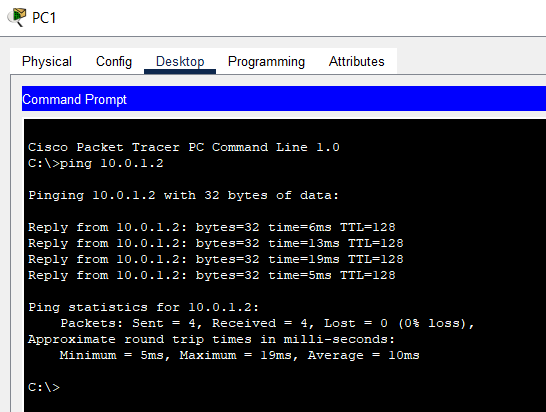 PC1
Physical Config Desktop Programming Attributes
Command Prompt
Cisco Packet Tracer PC Command Line 1.0
C:\>ping 10.0.1.2
Pinging 10.0.1.2 with 32 bytes of data:
Reply from 10.0.1.2: bytes=32 time=6ms TTL=128
Reply from 10.0.1.2: bytes=32 time=13ms TTL=128
Reply from 10.0.1.2: bytes=32 time=19ms TTL=128
Reply from 10.0.1.2: bytes=32 time=5ms TTL=128
Ping statistics for 10.0.1.2:
    Packets: Sent = 4, Received = 4, Lost = 0 (0% loss),
Approximate round trip times in milli-seconds:
    Minimum = 5ms, Maximum = 19ms, Average = 10ms
C:\>